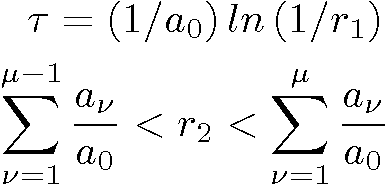 τ = (1/a₀) ln (1/r₁)
∑_{ν=1}^{μ−1} a_ν/a₀ < r₂ < ∑_{ν=1}^{μ} a_ν/a₀